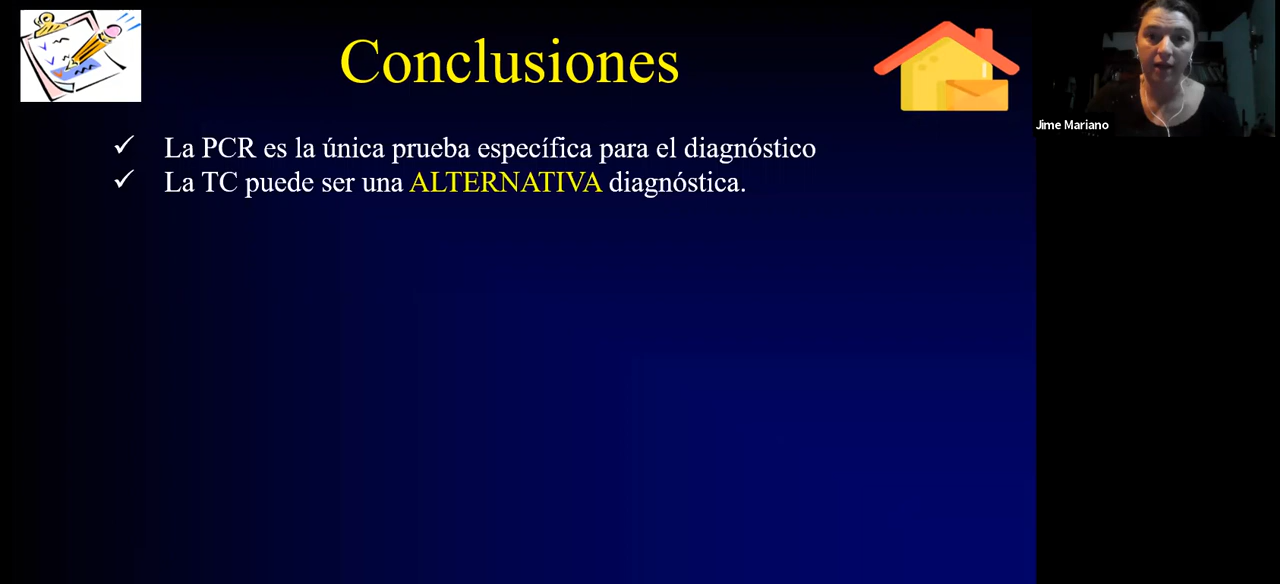 Conclusiones
Jime Mariano
✓ La PCR es la única prueba específica para el diagnóstico
✓ La TC puede ser una ALTERNATIVA diagnóstica.